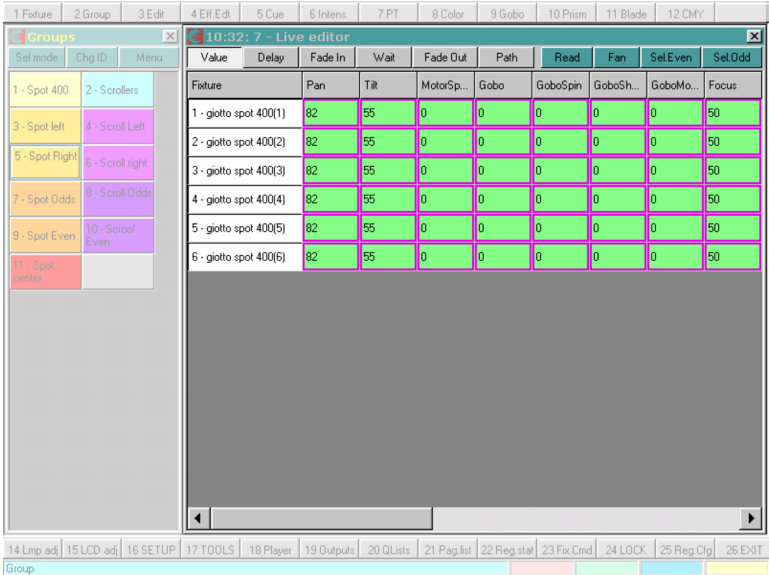 1 Fixture 2 Group 3 Edit 4 Eff.Edt 5 Cue 6 Intens. 7 PT 8 Color 9 Gobo 10 Prism 11 Blade 12 CMY
Groups
Sel mode Chg ID Menu
1 - Spot 400 2 - Scrollers
3 - Spot left 4 - Scroll Left
5 - Spot Right 6 - Scroll right
7 - Spot Odds 8 - Scroll Odds
9 - Spot Even 10 - Scrool Even
11 - Spot center
10:32: 7 - Live editor
Value Delay Fade In Wait Fade Out Path Read Fan Sel.Even Sel.Odd
Fixture Pan Tilt MotorSp... Gobo GoboSpin GoboSh... GoboMo... Focus
1 - giotto spot 400(1) 82 55 0 0 0 0 0 50
2 - giotto spot 400(2) 82 55 0 0 0 0 0 50
3 - giotto spot 400(3) 82 55 0 0 0 0 0 50
4 - giotto spot 400(4) 82 55 0 0 0 0 0 50
5 - giotto spot 400(5) 82 55 0 0 0 0 0 50
6 - giotto spot 400(6) 82 55 0 0 0 0 0 50
14 Lmp adj 15 LCD adj 16 SETUP 17 TOOLS 18 Player 19 Outputs 20 QLists 21 Pag.list 22 Reg.stat 23 Fix.Cmd 24 LOCK 25 Reg.Cfg 26 EXIT
Group